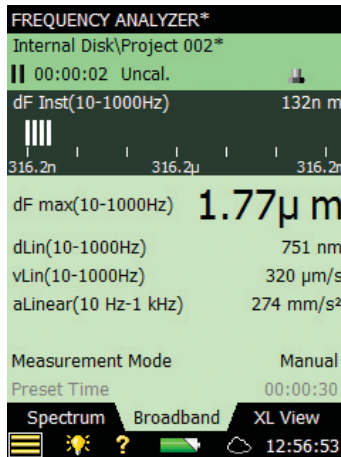 FREQUENCY ANALYZER*
Internal Disk\Project 002*
00:00:02 Uncal.
dF Inst(10-1000Hz) 132n m
316.2n 316.2µ 316.2m
dF max(10-1000Hz) 1.77µ m
dLin(10-1000Hz) 751 nm
vLin(10-1000Hz) 320 µm/s
aLinear(10 Hz-1 kHz) 274 mm/s²
Measurement Mode Manual
Preset Time 00:00:30
Spectrum Broadband XL View
? 12:56:53